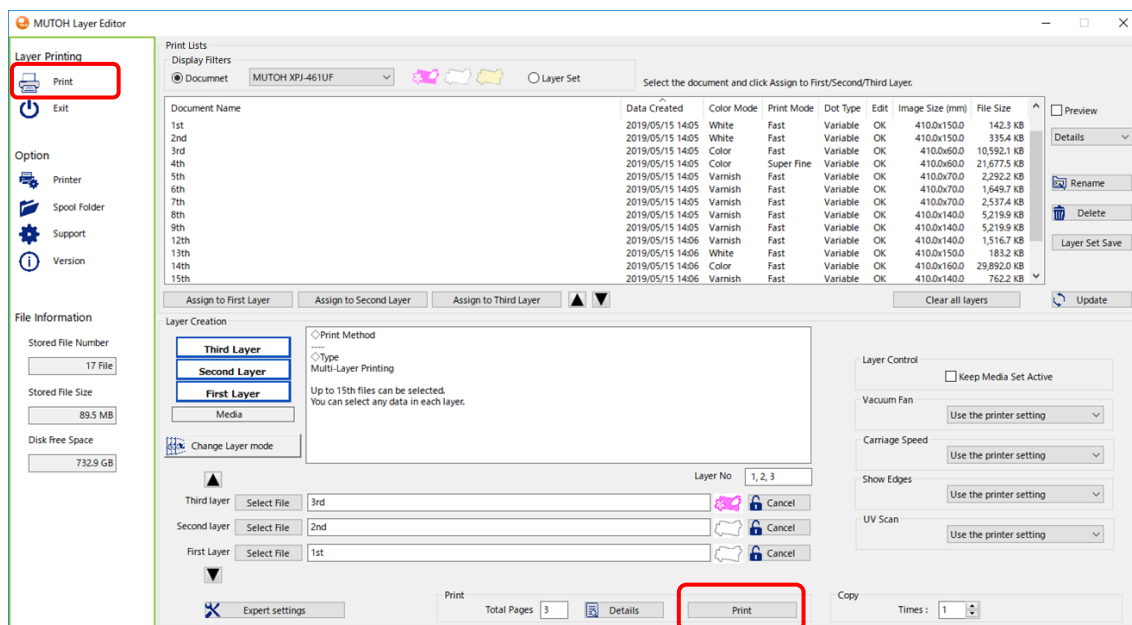 MUTOH Layer Editor
Layer Printing
Print
Exit
Option
Printer
Spool Folder
Support
Version
File Information
Stored File Number
17 File
Stored File Size
89.5 MB
Disk Free Space
732.9 GB
Print Lists
Display Filters
Documnet
MUTOH XPJ-461UF
Layer Set
Select the document and click Assign to First/Second/Third Layer.
Document Name Data Created Color Mode Print Mode Dot Type Edit Image Size (mm) File Size
1st 2019/05/15 14:05 White Fast Variable OK 410.0x150.0 142.3 KB
2nd 2019/05/15 14:05 White Fast Variable OK 410.0x150.0 335.4 KB
3rd 2019/05/15 14:05 Color Fast Variable OK 410.0x60.0 10,592.1 KB
4th 2019/05/15 14:05 Color Super Fine Variable OK 410.0x60.0 21,677.5 KB
5th 2019/05/15 14:05 Varnish Fast Variable OK 410.0x70.0 2,292.2 KB
6th 2019/05/15 14:05 Varnish Fast Variable OK 410.0x70.0 1,649.7 KB
7th 2019/05/15 14:05 Varnish Fast Variable OK 410.0x70.0 2,537.4 KB
8th 2019/05/15 14:05 Varnish Fast Variable OK 410.0x140.0 5,219.9 KB
9th 2019/05/15 14:05 Varnish Fast Variable OK 410.0x140.0 5,219.9 KB
12th 2019/05/15 14:06 Varnish Fast Variable OK 410.0x140.0 1,516.7 KB
13th 2019/05/15 14:06 White Fast Variable OK 410.0x150.0 183.2 KB
14th 2019/05/15 14:06 Color Fast Variable OK 410.0x160.0 29,892.0 KB
15th 2019/05/15 14:06 Varnish Fast Variable OK 410.0x140.0 762.2 KB
Preview
Details
Rename
Delete
Layer Set Save
Update
Assign to First Layer
Assign to Second Layer
Assign to Third Layer
Clear all layers
Layer Creation
Third Layer
Second Layer
First Layer
Media
Change Layer mode
◇Print Method
----
◇Type
Multi-Layer Printing
Up to 15th files can be selected.
You can select any data in each layer.
Layer No 1, 2, 3
Third layer Select File 3rd Cancel
Second layer Select File 2nd Cancel
First Layer Select File 1st Cancel
Layer Control
Keep Media Set Active
Vacuum Fan
Use the printer setting
Carriage Speed
Use the printer setting
Show Edges
Use the printer setting
UV Scan
Use the printer setting
Expert settings
Print
Total Pages 3
Details
Print
Copy
Times : 1